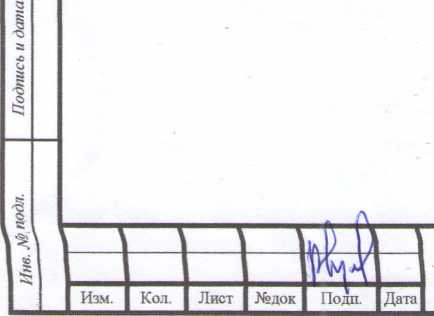 Подпись и дата
Инв. № подл.
Изм. Кол. Лист №док Подп. Дата